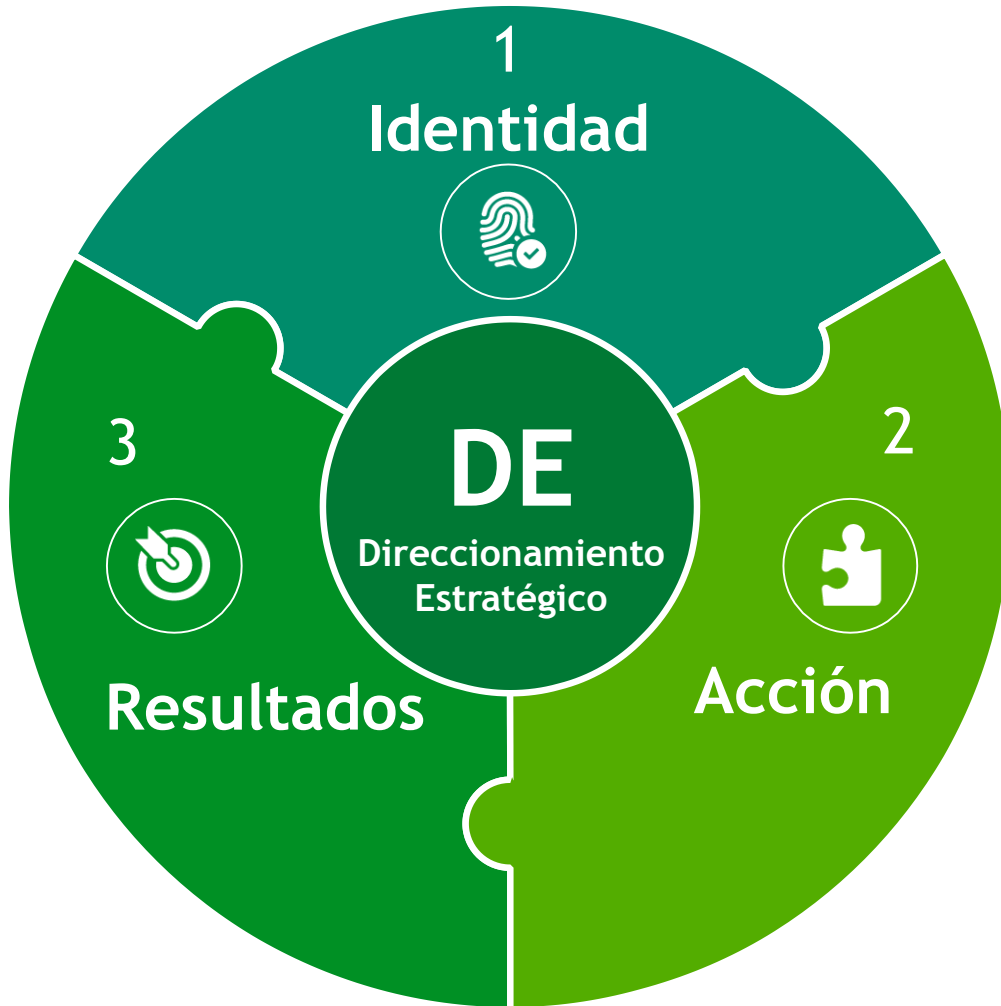 1
Identidad
DE
Direccionamiento
Estratégico
2
Acción
3
Resultados